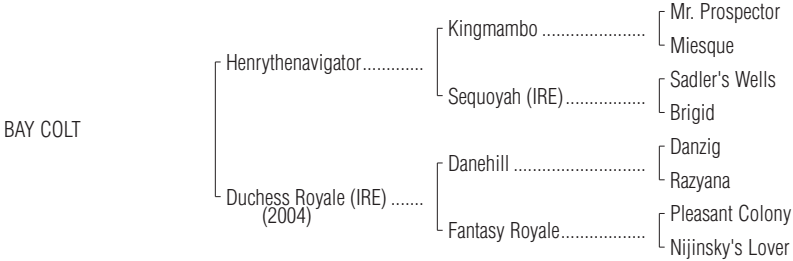 Mr. Prospector
Kingmambo ......................
Miesque
Henrythenavigator.............
Sadler's Wells
Sequoyah (IRE).................
Brigid
BAY COLT
Danzig
Danehill ............................
Razyana
Duchess Royale (IRE) .......
(2004)
Pleasant Colony
Fantasy Royale..................
Nijinsky's Lover